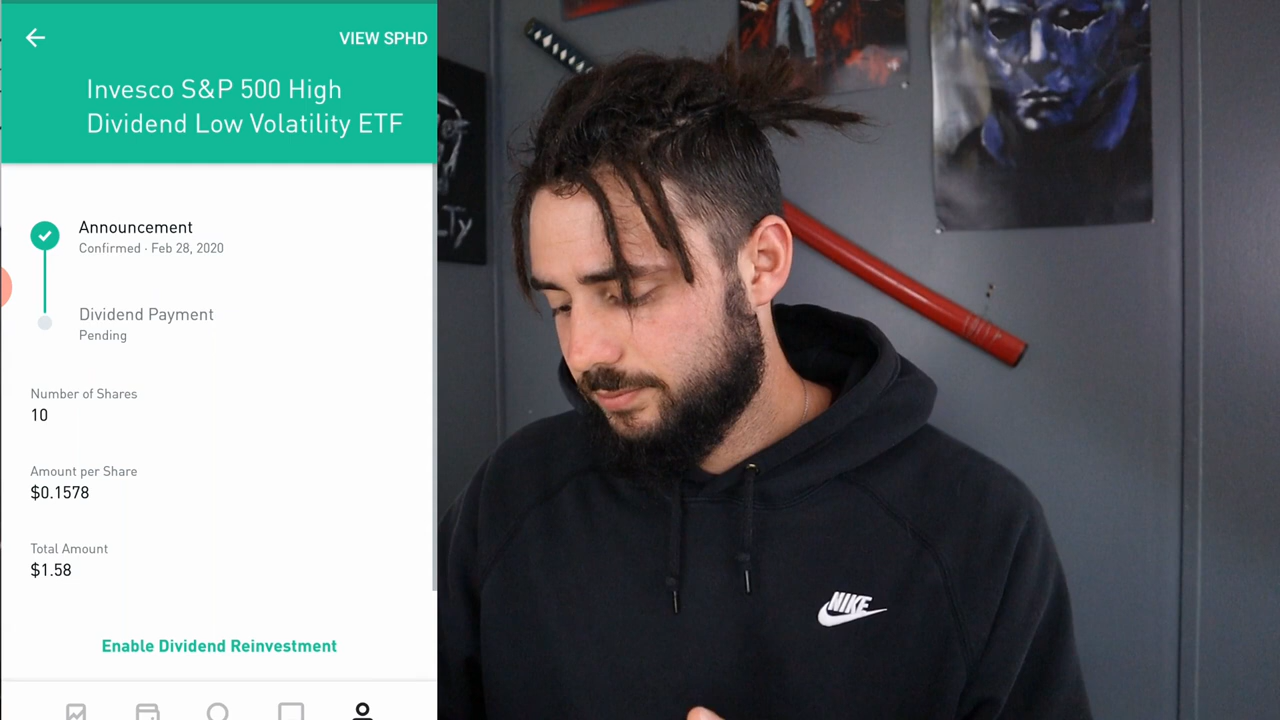 VIEW SPHD
Invesco S&P 500 High
Dividend Low Volatility ETF
Announcement
Confirmed · Feb 28, 2020
Dividend Payment
Pending
Number of Shares
10
Amount per Share
$0.1578
Total Amount
$1.58
Enable Dividend Reinvestment
NIKE